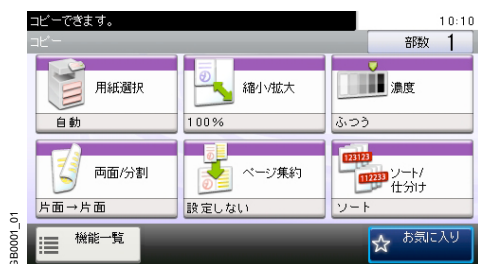 コピーできます。
10:10
コピー
部数 1
用紙選択
自動
縮小/拡大
100%
濃度
ふつう
両面/分割
片面→片面
ページ集約
設定しない
123123
112233
ソート/
仕分け
ソート
機能一覧
お気に入り
GB0001_01